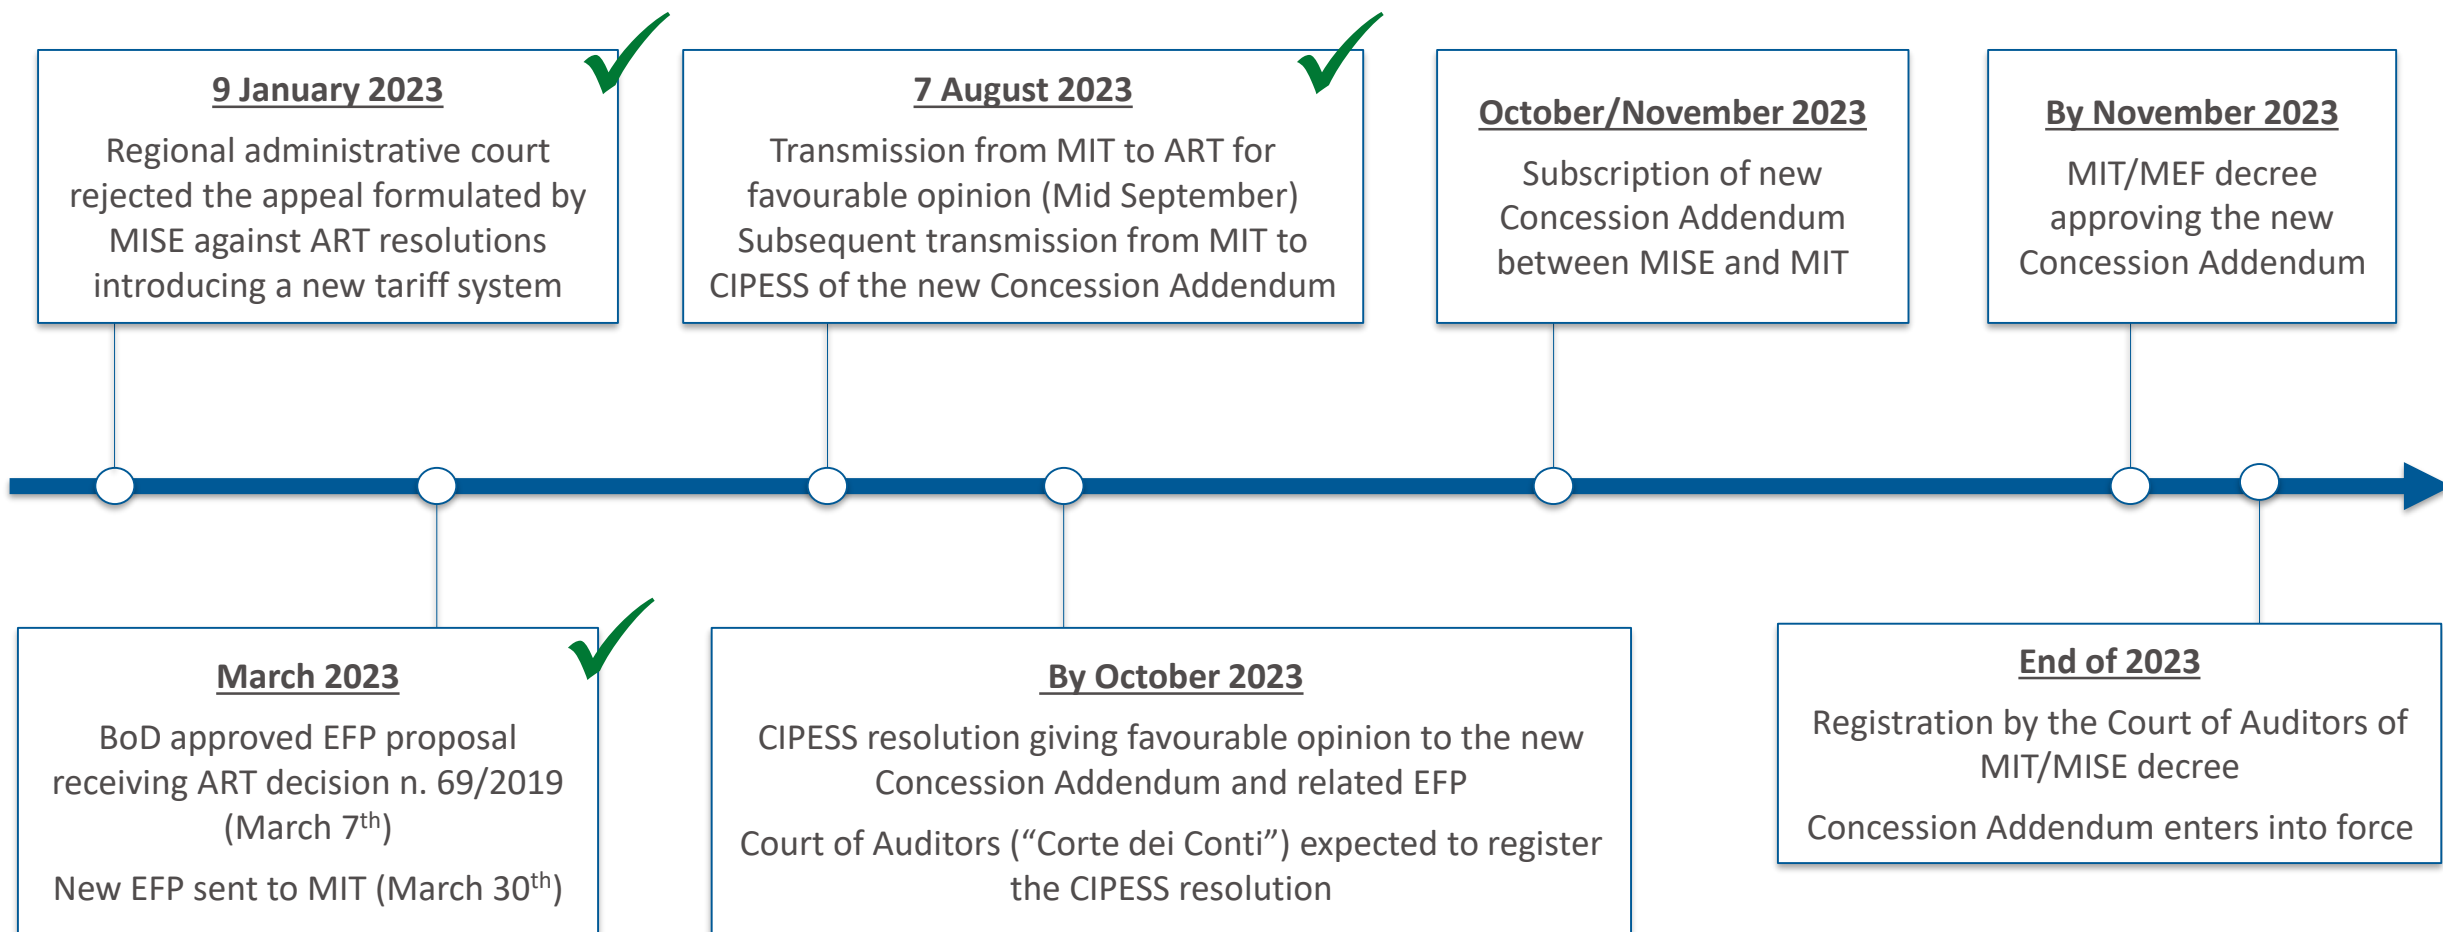 9 January 2023
Regional administrative court
rejected the appeal formulated by
MISE against ART resolutions
introducing a new tariff system
7 August 2023
Transmission from MIT to ART for
favourable opinion (Mid September)
Subsequent transmission from MIT to
CIPESS of the new Concession Addendum
October/November 2023
Subscription of new
Concession Addendum
between MISE and MIT
By November 2023
MIT/MEF decree
approving the new
Concession Addendum
March 2023
BoD approved EFP proposal
receiving ART decision n. 69/2019
(March 7th)
New EFP sent to MIT (March 30th)
By October 2023
CIPESS resolution giving favourable opinion to the new
Concession Addendum and related EFP
Court of Auditors (“Corte dei Conti”) expected to register
the CIPESS resolution
End of 2023
Registration by the Court of Auditors of
MIT/MISE decree
Concession Addendum enters into force